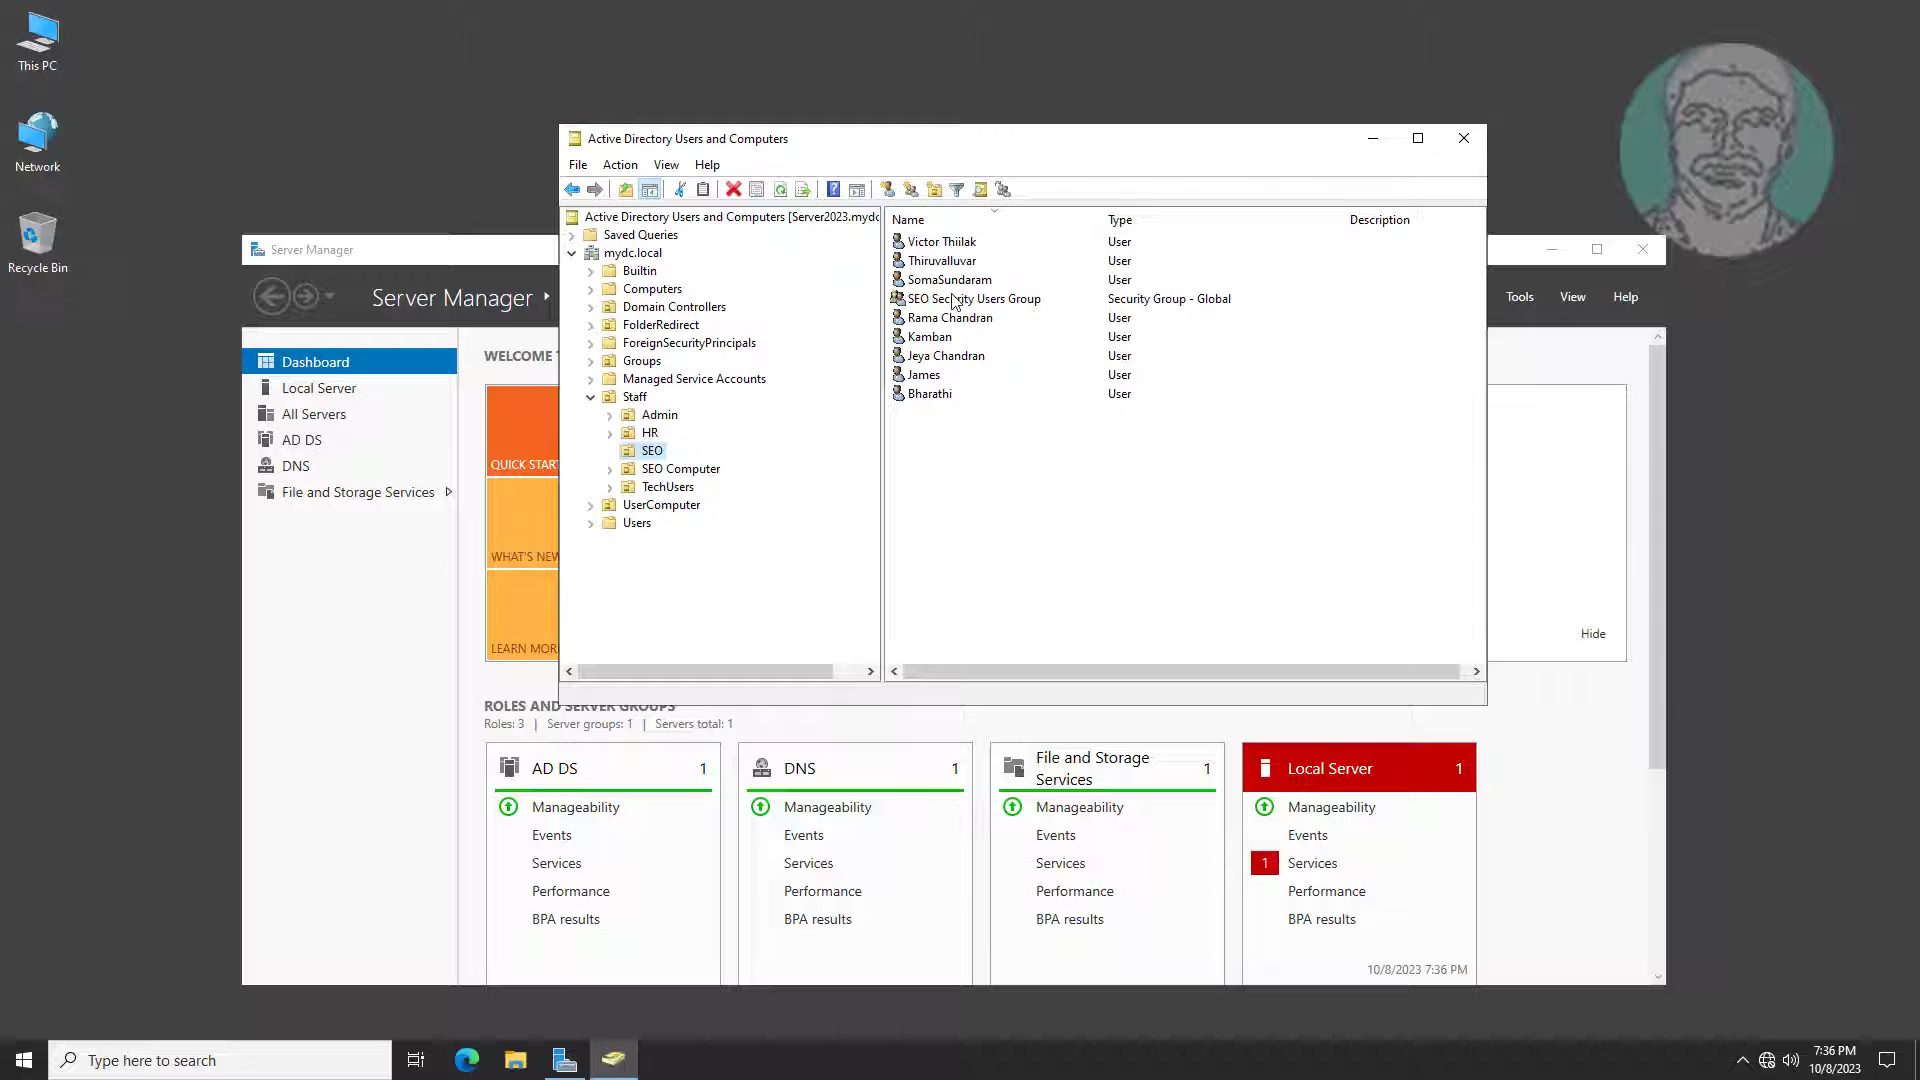 This PC
Network
Recycle Bin
Active Directory Users and Computers
File Action View Help
Active Directory Users and Computers [Server2023.mydc
Saved Queries
mydc.local
Builtin
Computers
Domain Controllers
FolderRedirect
ForeignSecurityPrincipals
Groups
Managed Service Accounts
Staff
Admin
HR
SEO
SEO Computer
TechUsers
UserComputer
Users
Name Type Description
Victor Thiilak User
Thiruvalluvar User
SomaSundaram User
SEO Security Users Group Security Group - Global
Rama Chandran User
Kamban User
Jeya Chandran User
James User
Bharathi User
Server Manager
Server Manager
Tools View Help
Dashboard
Local Server
All Servers
AD DS
DNS
File and Storage Services
WELCOME
QUICK START
WHAT'S NEW
LEARN MOR
Hide
ROLES AND SERVER GROUPS
Roles: 3 | Server groups: 1 | Servers total: 1
AD DS 1
Manageability
Events
Services
Performance
BPA results
DNS 1
Manageability
Events
Services
Performance
BPA results
File and Storage
Services 1
Manageability
Events
Services
Performance
BPA results
Local Server 1
Manageability
Events
1 Services
Performance
BPA results
10/8/2023 7:36 PM
Type here to search
7:36 PM
10/8/2023